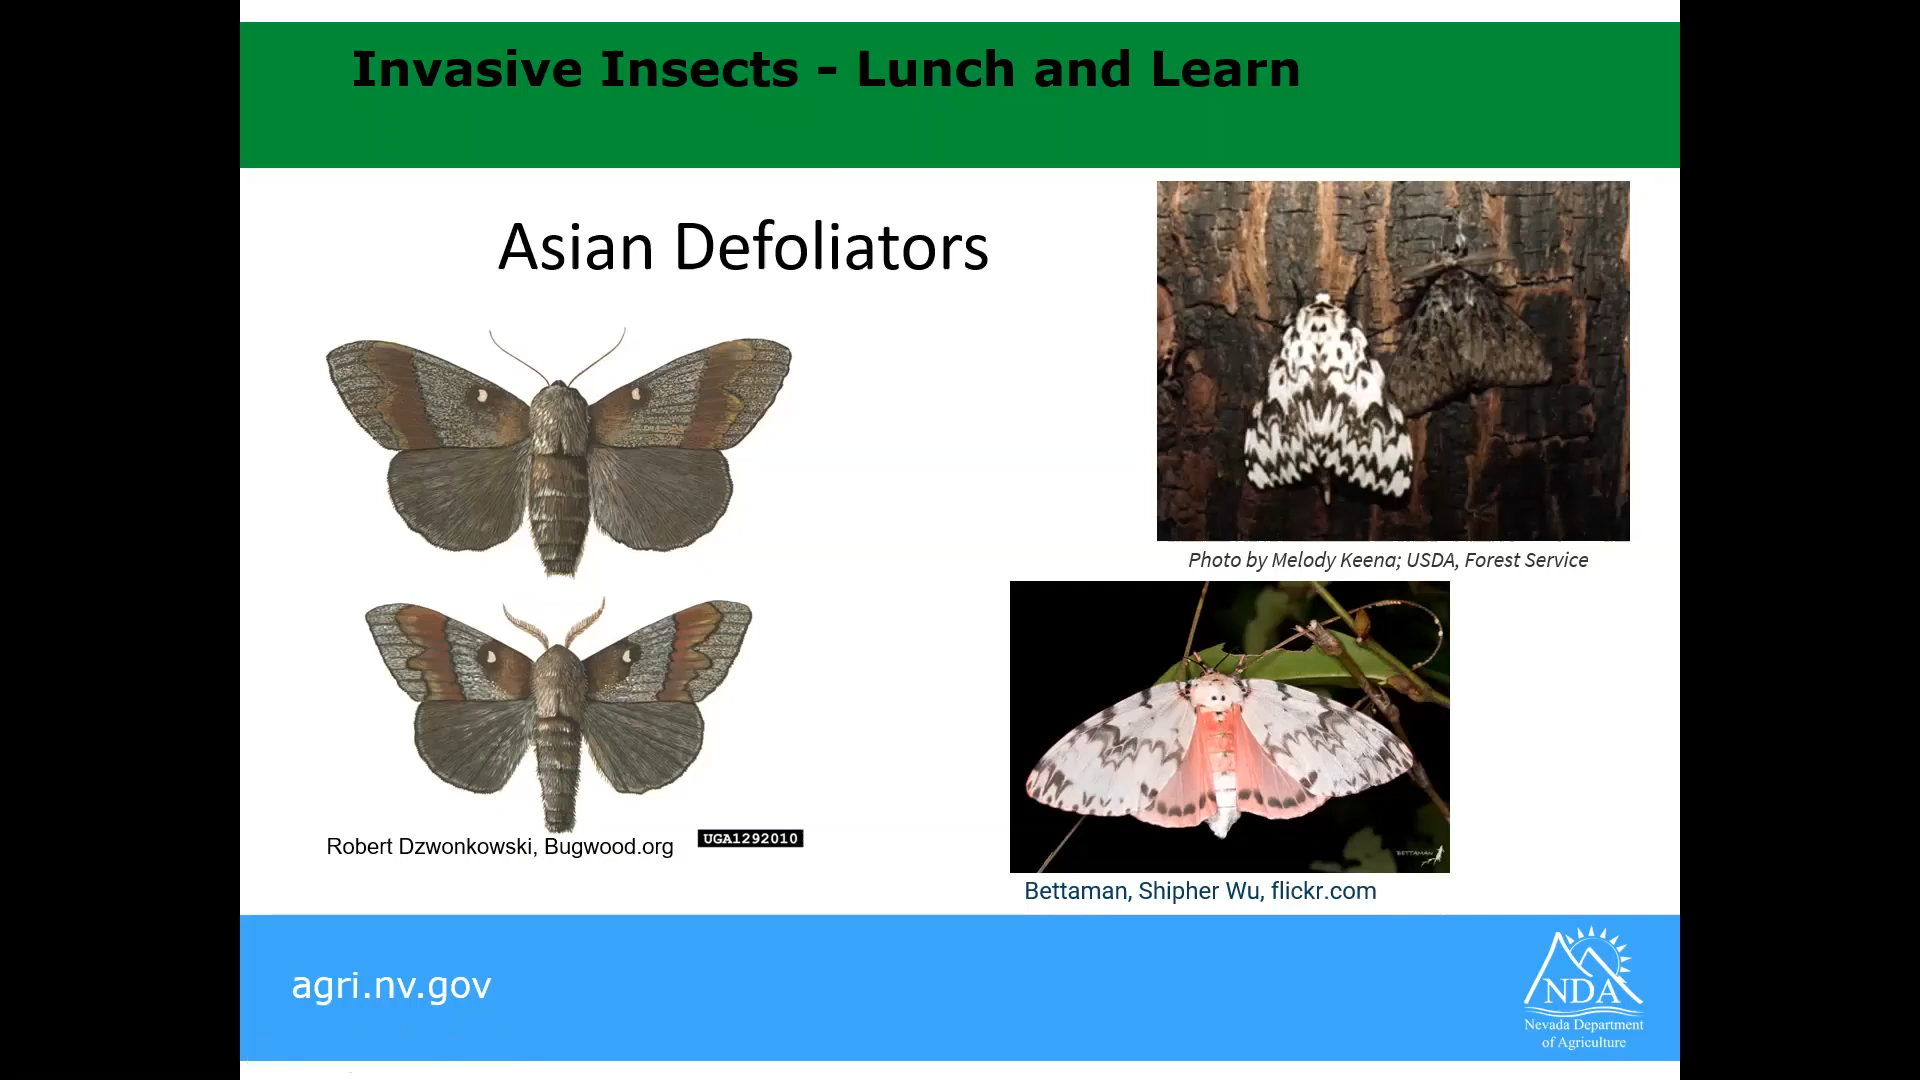 Invasive Insects - Lunch and Learn
Asian Defoliators
Photo by Melody Keena; USDA, Forest Service
Robert Dzwonkowski, Bugwood.org
UGA1292010
BETTAMAN
Bettaman, Shipher Wu, flickr.com
agri.nv.gov
NDA
Nevada Department
of Agriculture